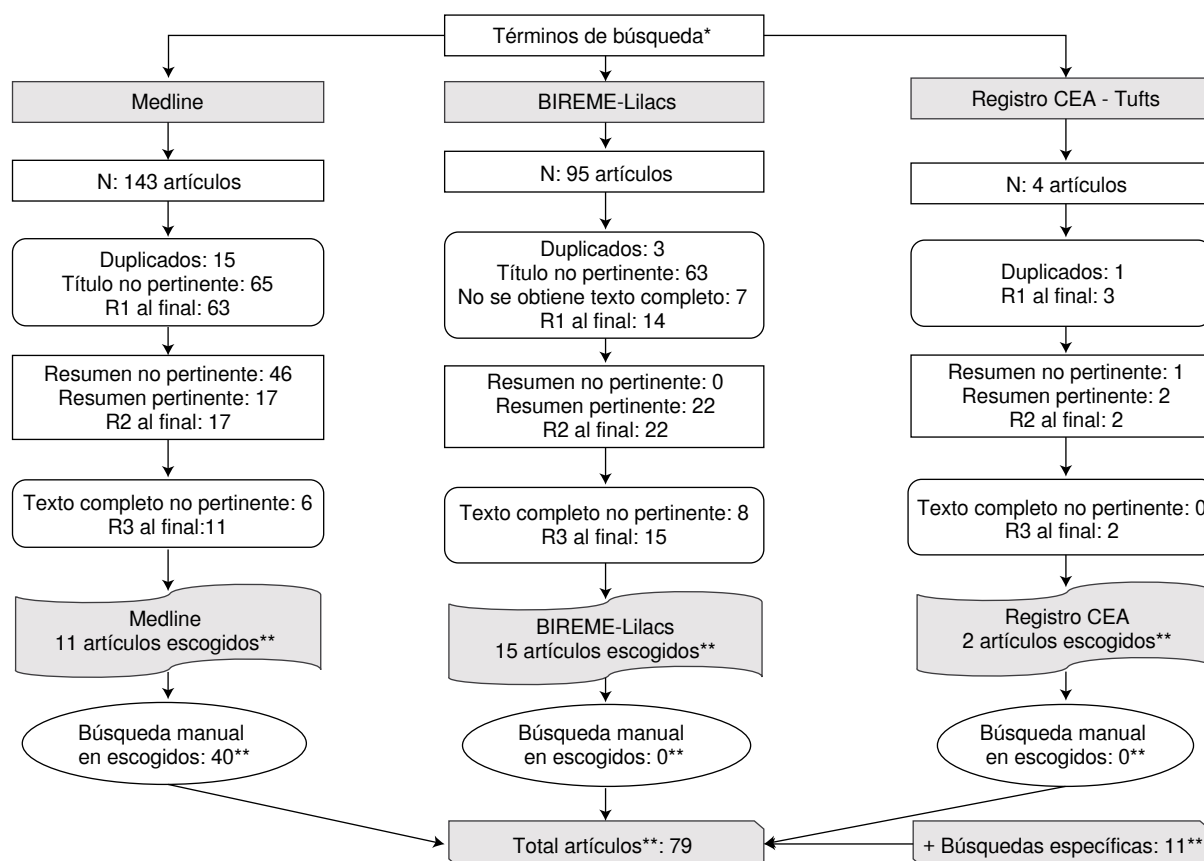 Términos de búsqueda*
Medline
N: 143 artículos
Duplicados: 15
Título no pertinente: 65
R1 al final: 63
Resumen no pertinente: 46
Resumen pertinente: 17
R2 al final: 17
Texto completo no pertinente: 6
R3 al final:11
Medline
11 artículos escogidos**
Búsqueda manual
en escogidos: 40**
BIREME-Lilacs
N: 95 artículos
Duplicados: 3
Título no pertinente: 63
No se obtiene texto completo: 7
R1 al final: 14
Resumen no pertinente: 0
Resumen pertinente: 22
R2 al final: 22
Texto completo no pertinente: 8
R3 al final: 15
BIREME-Lilacs
15 artículos escogidos**
Búsqueda manual
en escogidos: 0**
Registro CEA - Tufts
N: 4 artículos
Duplicados: 1
R1 al final: 3
Resumen no pertinente: 1
Resumen pertinente: 2
R2 al final: 2
Texto completo no pertinente: 0
R3 al final: 2
Registro CEA
2 artículos escogidos**
Búsqueda manual
en escogidos: 0**
Total artículos**: 79
+ Búsquedas específicas: 11**